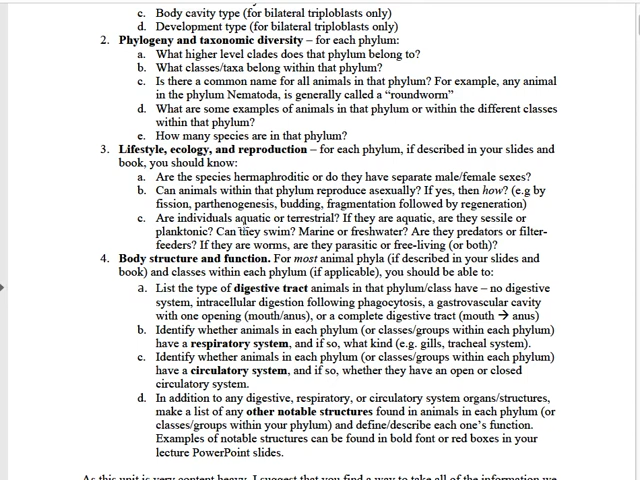 c. Body cavity type (for bilateral triploblasts only)
d. Development type (for bilateral triploblasts only)
2. Phylogeny and taxonomic diversity – for each phylum:
a. What higher level clades does that phylum belong to?
b. What classes/taxa belong within that phylum?
c. Is there a common name for all animals in that phylum? For example, any animal
in the phylum Nematoda, is generally called a “roundworm”
d. What are some examples of animals in that phylum or within the different classes
within that phylum?
e. How many species are in that phylum?
3. Lifestyle, ecology, and reproduction – for each phylum, if described in your slides and
book, you should know:
a. Are the species hermaphroditic or do they have separate male/female sexes?
b. Can animals within that phylum reproduce asexually? If yes, then how? (e.g by
fission, parthenogenesis, budding, fragmentation followed by regeneration)
c. Are individuals aquatic or terrestrial? If they are aquatic, are they sessile or
planktonic? Can they swim? Marine or freshwater? Are they predators or filter-
feeders? If they are worms, are they parasitic or free-living (or both)?
4. Body structure and function. For most animal phyla (if described in your slides and
book) and classes within each phylum (if applicable), you should be able to:
a. List the type of digestive tract animals in that phylum/class have – no digestive
system, intracellular digestion following phagocytosis, a gastrovascular cavity
with one opening (mouth/anus), or a complete digestive tract (mouth → anus)
b. Identify whether animals in each phylum (or classes/groups within each phylum)
have a respiratory system, and if so, what kind (e.g. gills, tracheal system).
c. Identify whether animals in each phylum (or classes/groups within each phylum)
have a circulatory system, and if so, whether they have an open or closed
circulatory system.
d. In addition to any digestive, respiratory, or circulatory system organs/structures,
make a list of any other notable structures found in animals in each phylum (or
classes/groups within your phylum) and define/describe each one’s function.
Examples of notable structures can be found in bold font or red boxes in your
lecture PowerPoint slides.
As this unit is very content heavy, I suggest that you find a way to take all of the information we